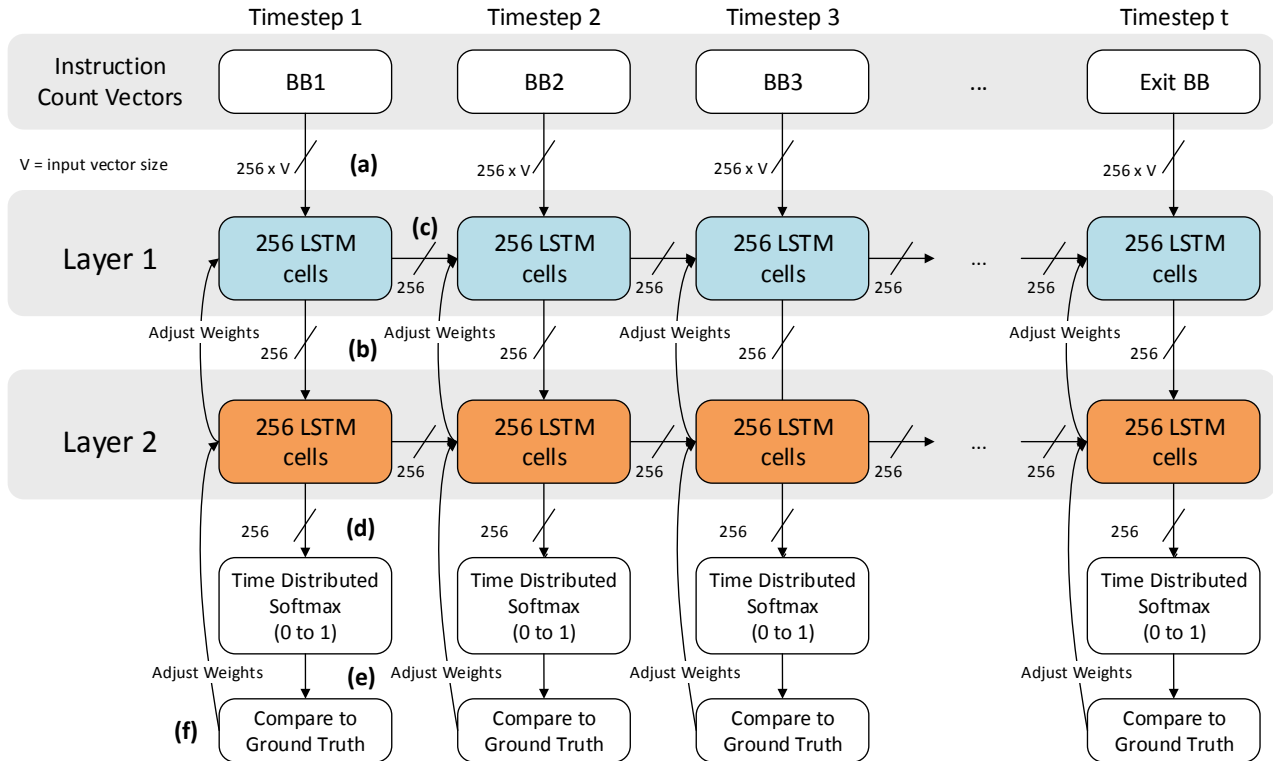 Timestep 1 Timestep 2 Timestep 3 Timestep t
Instruction
Count Vectors
BB1 BB2 BB3 ... Exit BB
V = input vector size
256 x V (a) 256 x V 256 x V 256 x V
Layer 1
256 LSTM
cells
(c)
256
256 LSTM
cells
256
256 LSTM
cells
256
...
256
256 LSTM
cells
Adjust Weights Adjust Weights Adjust Weights Adjust Weights
256 (b) 256 256 256
Layer 2
256 LSTM
cells
256
256 LSTM
cells
256
256 LSTM
cells
256
...
256
256 LSTM
cells
256 (d) 256 256 256
Time Distributed
Softmax
(0 to 1)
Time Distributed
Softmax
(0 to 1)
Time Distributed
Softmax
(0 to 1)
Time Distributed
Softmax
(0 to 1)
Adjust Weights (e) Adjust Weights Adjust Weights Adjust Weights
(f)
Compare to
Ground Truth
Compare to
Ground Truth
Compare to
Ground Truth
Compare to
Ground Truth